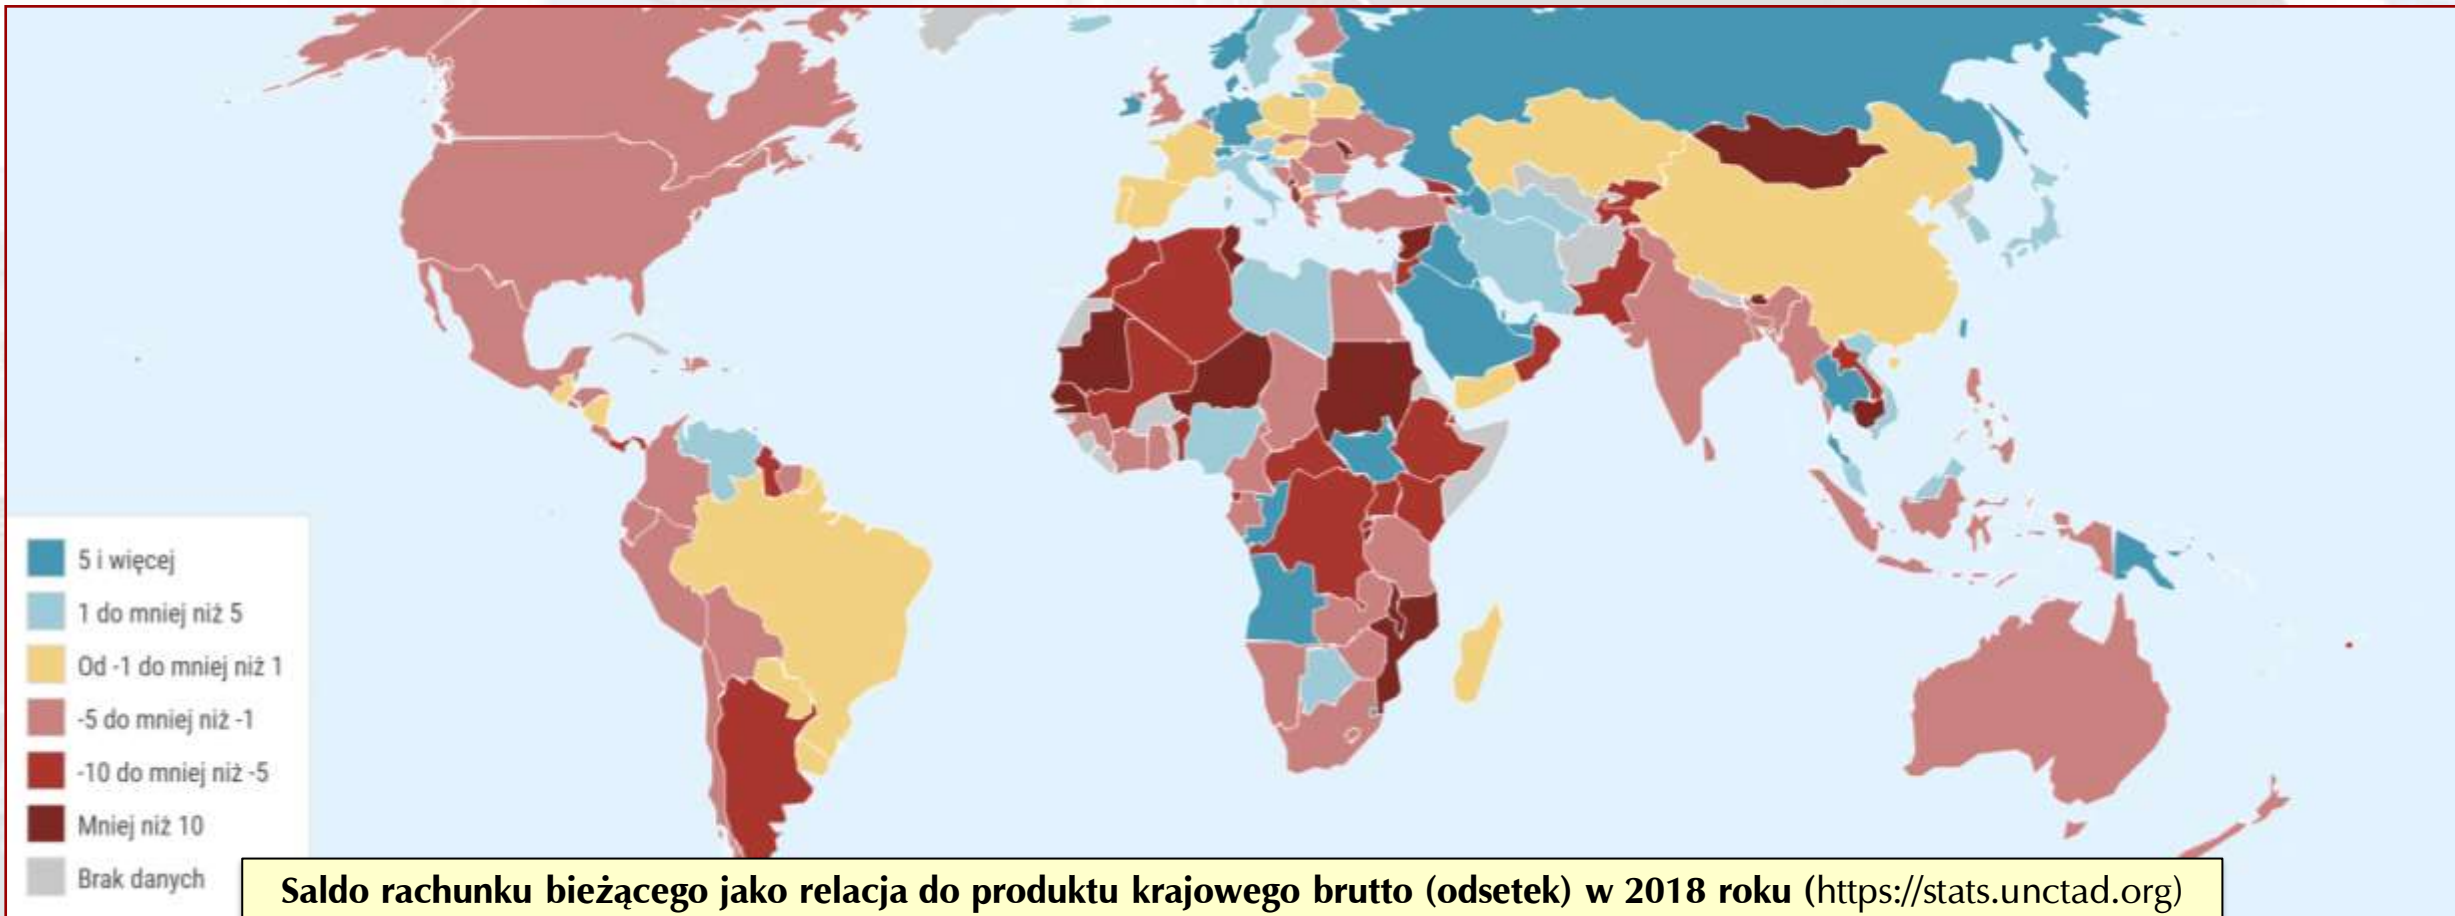 5 i więcej
1 do mniej niż 5
Od -1 do mniej niż 1
-5 do mniej niż -1
-10 do mniej niż -5
Mniej niż 10
Brak danych
Saldo rachunku bieżącego jako relacja do produktu krajowego brutto (odsetek) w 2018 roku (https://stats.unctad.org)